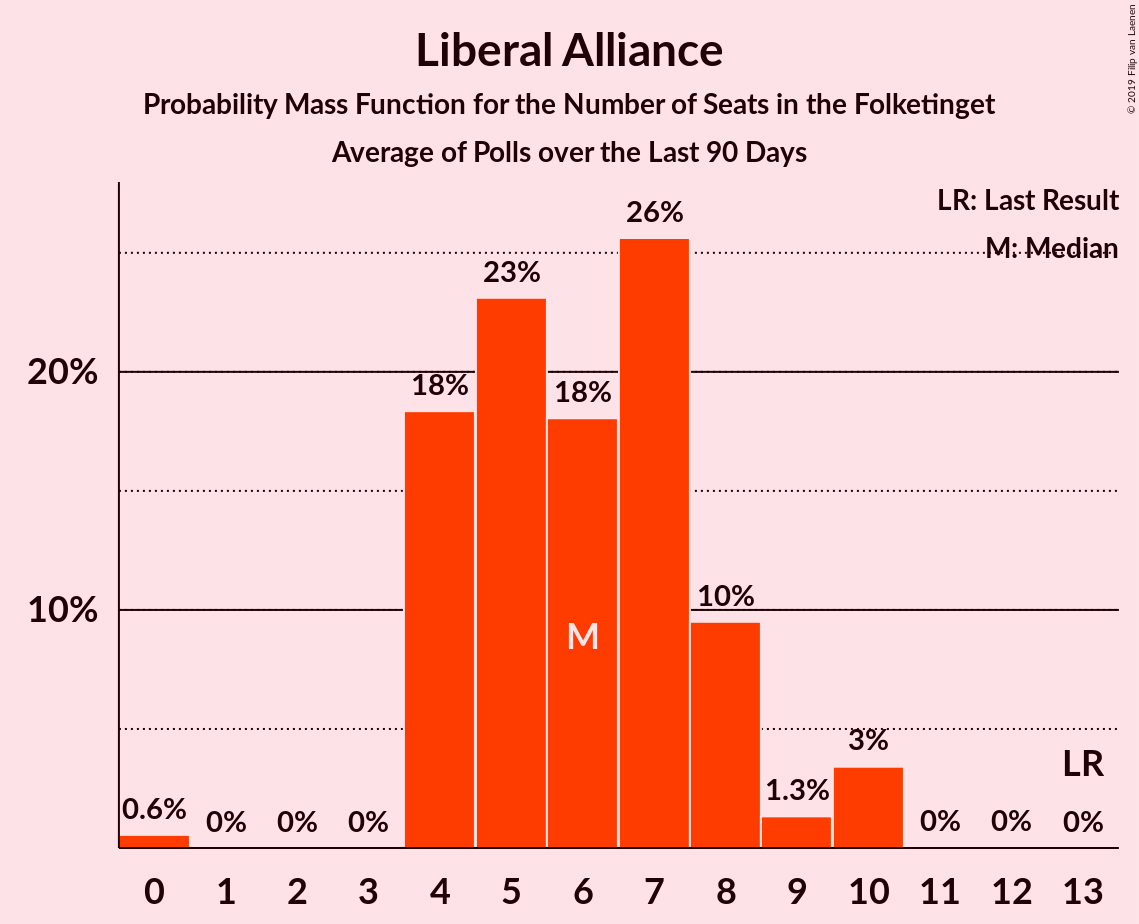 Liberal Alliance
Probability Mass Function for the Number of Seats in the Folketinget
Average of Polls over the Last 90 Days
© 2019 Filip van Laenen
LR: Last Result
M: Median
20%
10%
0.6%
0%
0%
0%
18%
23%
18%
26%
10%
1.3%
3%
0%
0%
0%
M
LR
0 1 2 3 4 5 6 7 8 9 10 11 12 13